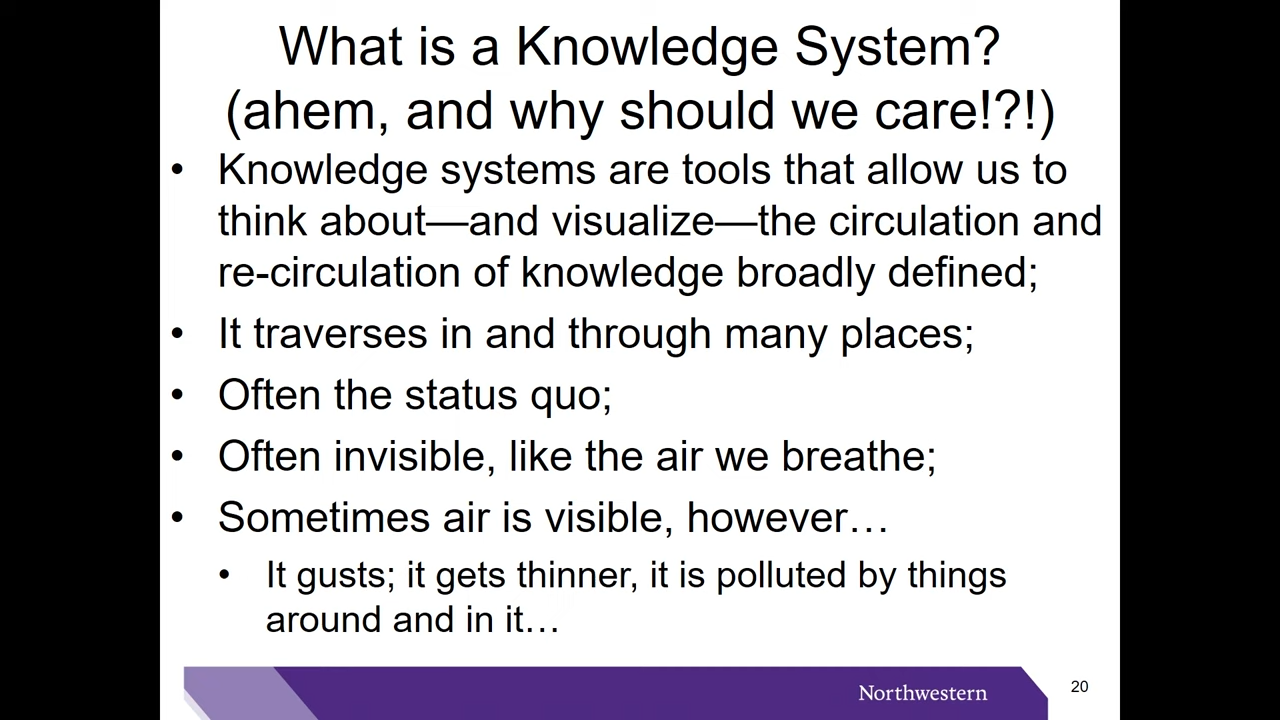 What is a Knowledge System?
(ahem, and why should we care!?!)
• Knowledge systems are tools that allow us to
think about—and visualize—the circulation and
re-circulation of knowledge broadly defined;
• It traverses in and through many places;
• Often the status quo;
• Often invisible, like the air we breathe;
• Sometimes air is visible, however…
• It gusts; it gets thinner, it is polluted by things
around and in it…
Northwestern
20